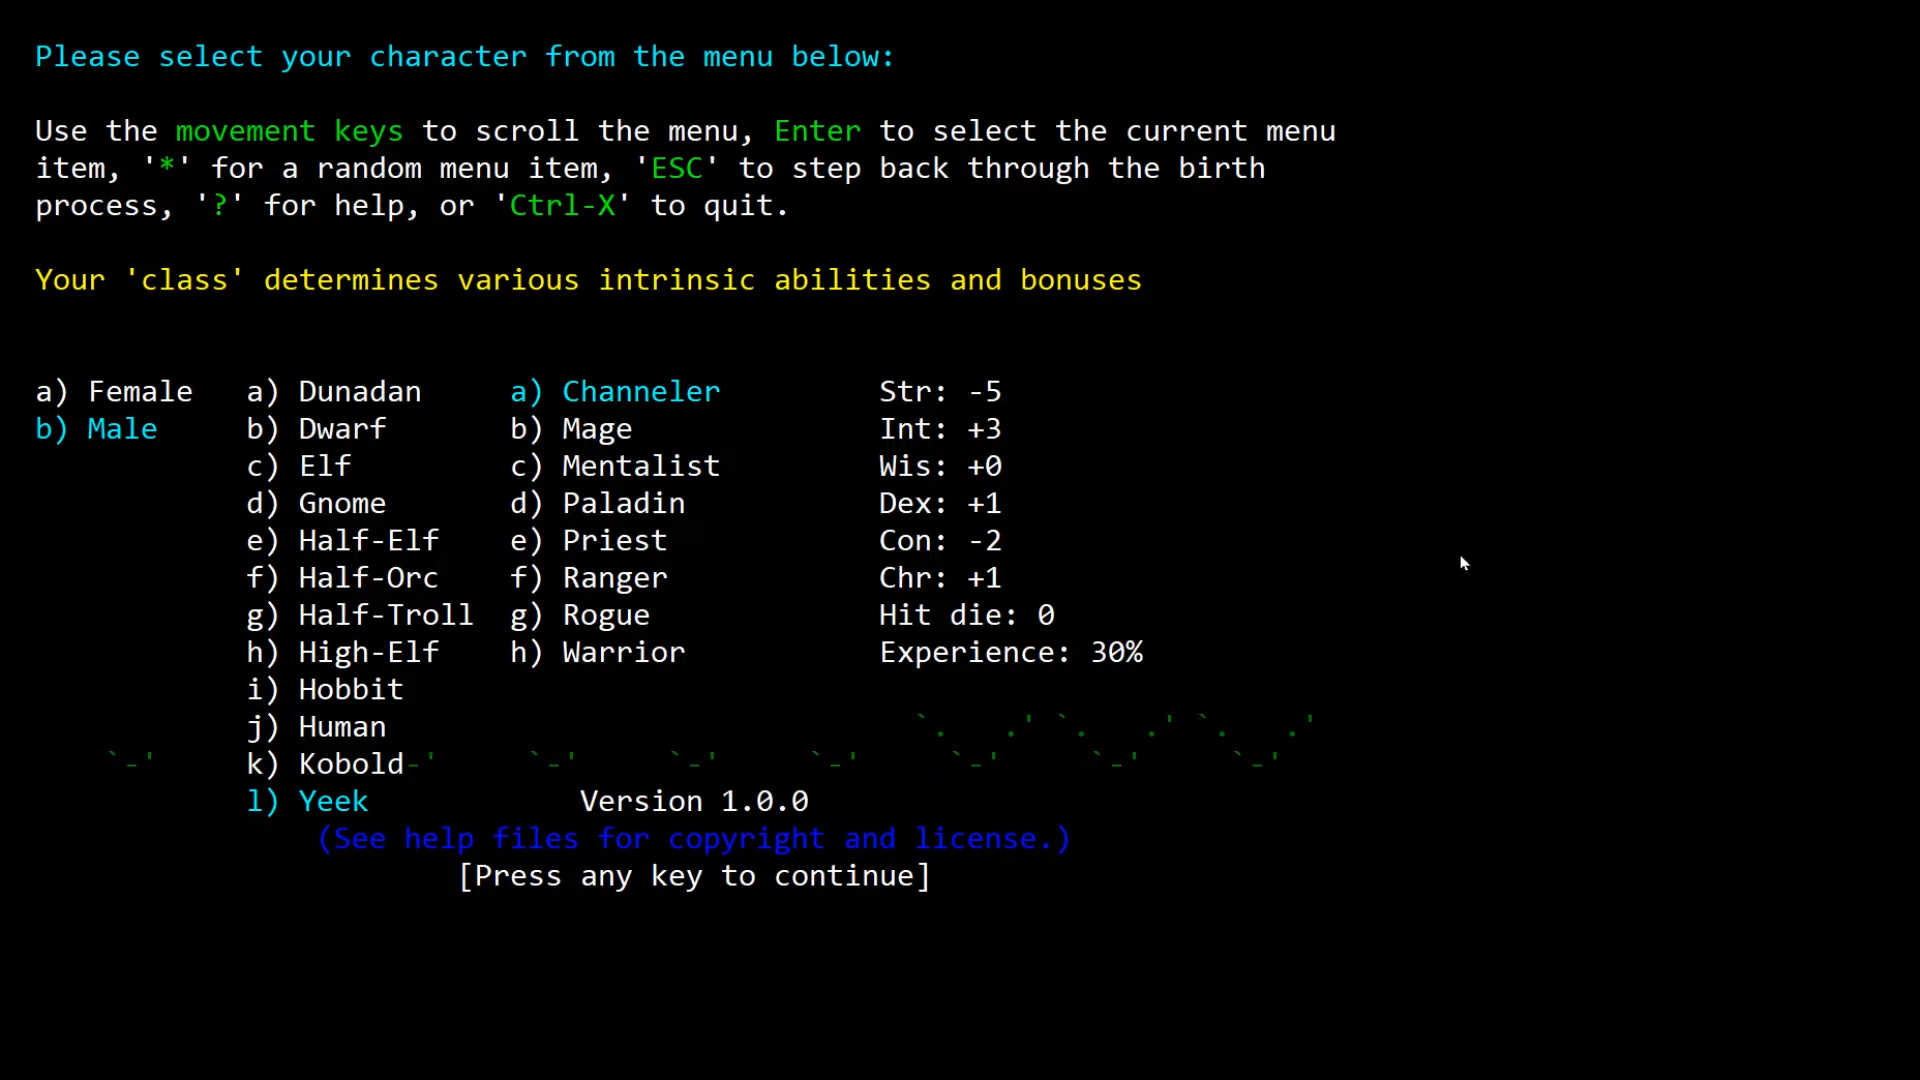 Please select your character from the menu below:
Use the movement keys to scroll the menu, Enter to select the current menu
item, '*' for a random menu item, 'ESC' to step back through the birth
process, '?' for help, or 'Ctrl-X' to quit.
Your 'class' determines various intrinsic abilities and bonuses
a) Female a) Dunadan a) Channeler Str: -5
b) Male b) Dwarf b) Mage Int: +3
c) Elf c) Mentalist Wis: +0
d) Gnome d) Paladin Dex: +1
e) Half-Elf e) Priest Con: -2
f) Half-Orc f) Ranger Chr: +1
g) Half-Troll g) Rogue Hit die: 0
h) High-Elf h) Warrior Experience: 30%
i) Hobbit
j) Human `. .' `. .' `. .'
`-' k) Kobold-' `-' `-' `-' `-' `-' `-'
l) Yeek Version 1.0.0
(See help files for copyright and license.)
[Press any key to continue]